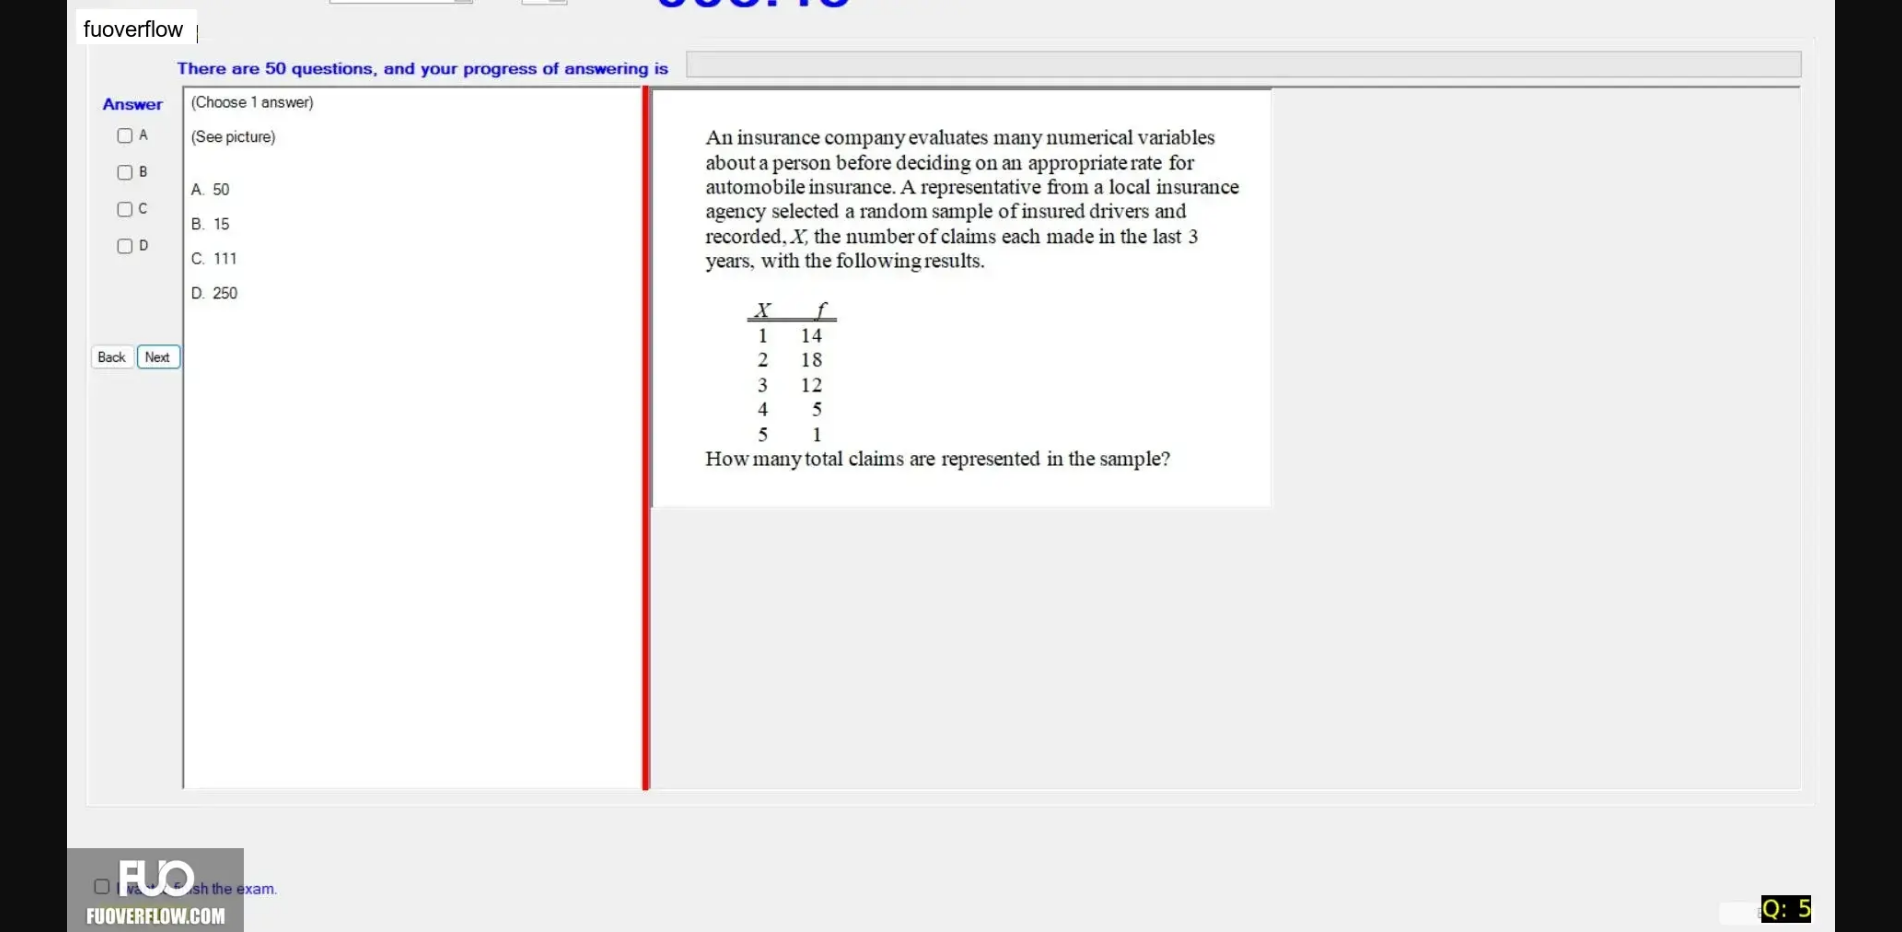 fuoverflow
There are 50 questions, and your progress of answering is
Answer
A
B
C
D
Back Next
(Choose 1 answer)
(See picture)
A. 50
B. 15
C. 111
D. 250
An insurance company evaluates many numerical variables
about a person before deciding on an appropriate rate for
automobile insurance. A representative from a local insurance
agency selected a random sample of insured drivers and
recorded, X, the number of claims each made in the last 3
years, with the following results.
X f
1 14
2 18
3 12
4 5
5 1
How many total claims are represented in the sample?
FUO
sh the exam.
FUOVERFLOW.COM
Q: 5